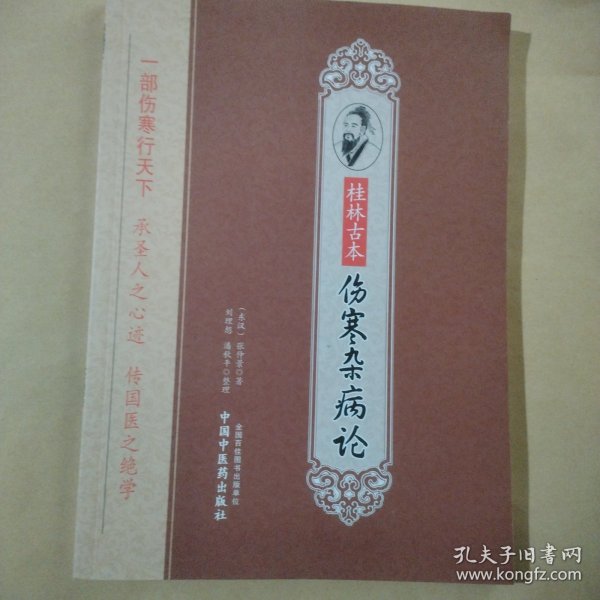 桂林古本
伤寒杂病论
(东汉)张仲景◎著
刘理想 潘秋平◎整理
全国百佳图书出版单位
中国中医药出版社
一部伤寒行天下 承圣人之心迹 传国医之绝学
孔夫子旧书网
www.kongfz.com